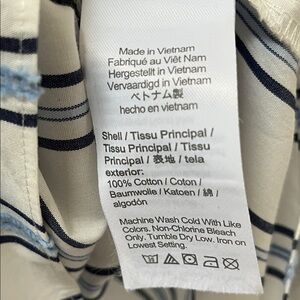 Made in Vietnam
Fabriqué au Viêt Nam
Hergestellt in Vietnam
Vervaardigd in Vietnam
ベトナム製
hecho en vietnam
Shell / Tissu Principal /
Tissu Principal / Tissu
Principal / 表地 / tela
exterior:
100% Cotton / Coton /
Baumwolle / Katoen / 綿 /
algodón
Machine Wash Cold With Like
Colors. Non-Chlorine Bleach
Only. Tumble Dry Low. Iron on
Lowest Setting.